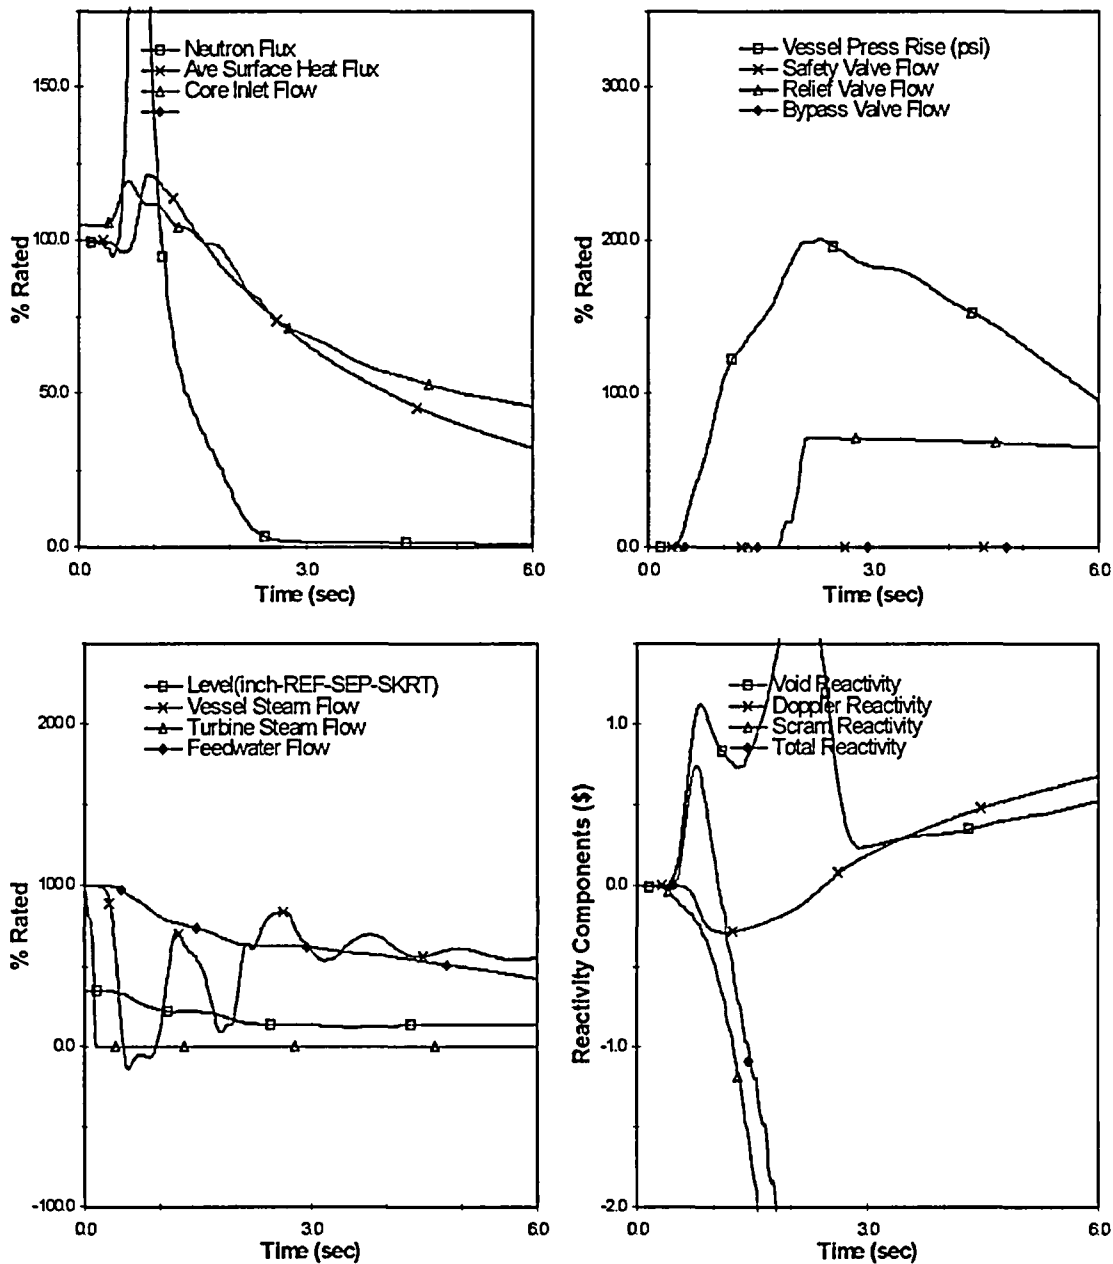 Neutron Flux
Ave Surface Heat Flux
Core Inlet Flow
150.0
100.0
50.0
0.0
% Rated
0.0 3.0 6.0
Time (sec)
Vessel Press Rise (psi)
Safety Valve Flow
Relief Valve Flow
Bypass Valve Flow
300.0
200.0
100.0
0.0
% Rated
0.0 3.0 6.0
Time (sec)
Level(inch-REF-SEP-SKRT)
Vessel Steam Flow
Turbine Steam Flow
Feedwater Flow
200.0
100.0
0.0
-100.0
% Rated
0.0 3.0 6.0
Time (sec)
Void Reactivity
Doppler Reactivity
Scram Reactivity
Total Reactivity
1.0
0.0
-1.0
-2.0
Reactivity Components ($)
0.0 3.0 6.0
Time (sec)